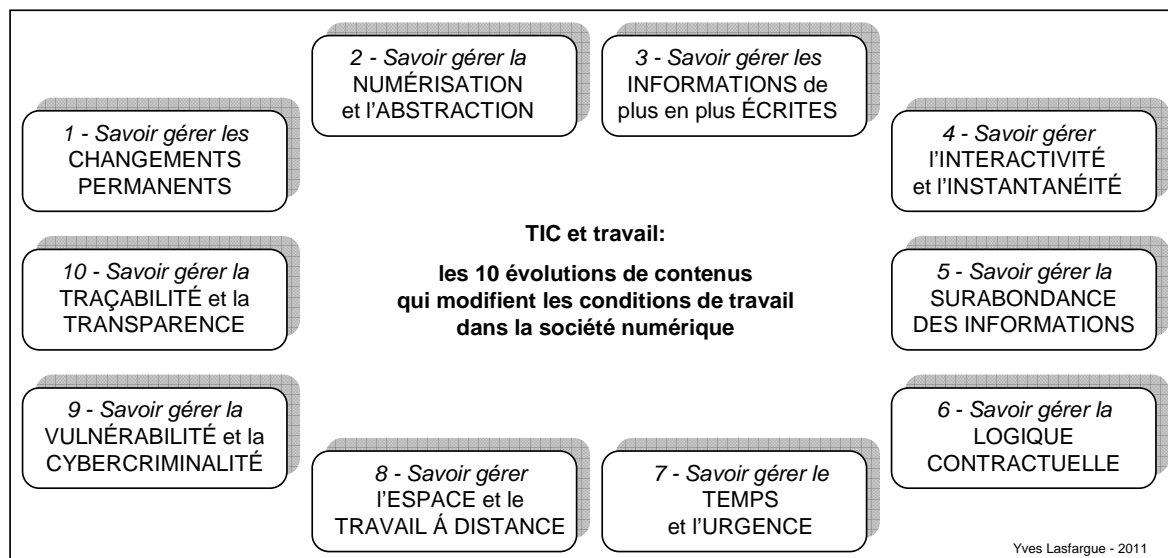 1 - Savoir gérer les
CHANGEMENTS
PERMANENTS
2 - Savoir gérer la
NUMÉRISATION
et l'ABSTRACTION
3 - Savoir gérer les
INFORMATIONS de
plus en plus ÉCRITES
4 - Savoir gérer
l'INTERACTIVITÉ
et l'INSTANTANÉITÉ
5 - Savoir gérer la
SURABONDANCE
DES INFORMATIONS
6 - Savoir gérer la
LOGIQUE
CONTRACTUELLE
7 - Savoir gérer le
TEMPS
et l'URGENCE
8 - Savoir gérer
l'ESPACE et le
TRAVAIL Á DISTANCE
9 - Savoir gérer la
VULNÉRABILITÉ et la
CYBERCRIMINALITÉ
10 - Savoir gérer la
TRAÇABILITÉ et la
TRANSPARENCE
TIC et travail:
les 10 évolutions de contenus
qui modifient les conditions de travail
dans la société numérique
Yves Lasfargue - 2011